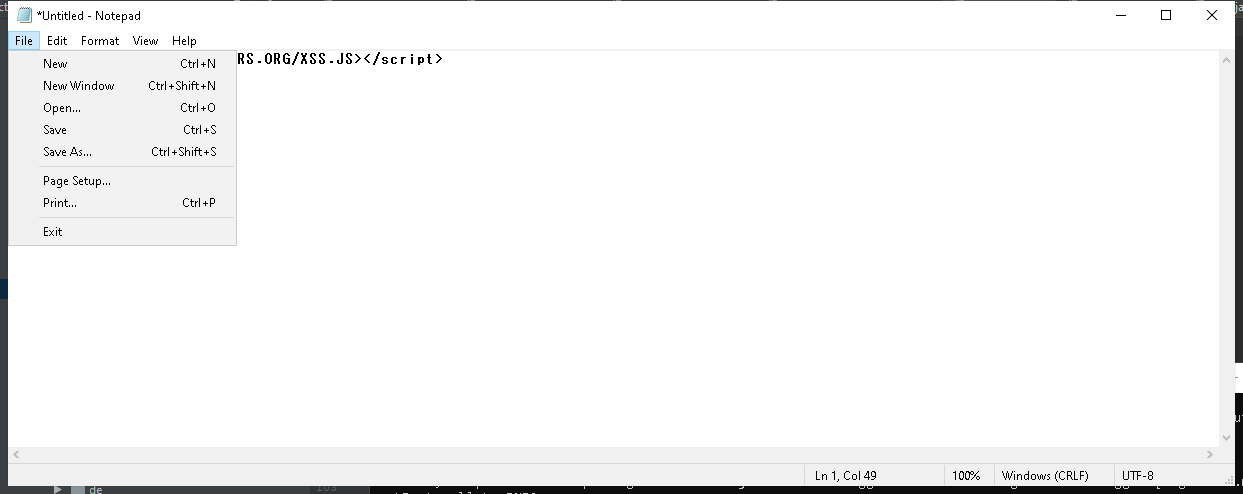 *Untitled - Notepad
File Edit Format View Help
RS.ORG/XSS.JS></script>
New Ctrl+N
New Window Ctrl+Shift+N
Open... Ctrl+O
Save Ctrl+S
Save As... Ctrl+Shift+S
Page Setup...
Print... Ctrl+P
Exit
Ln 1, Col 49 100% Windows (CRLF) UTF-8
de